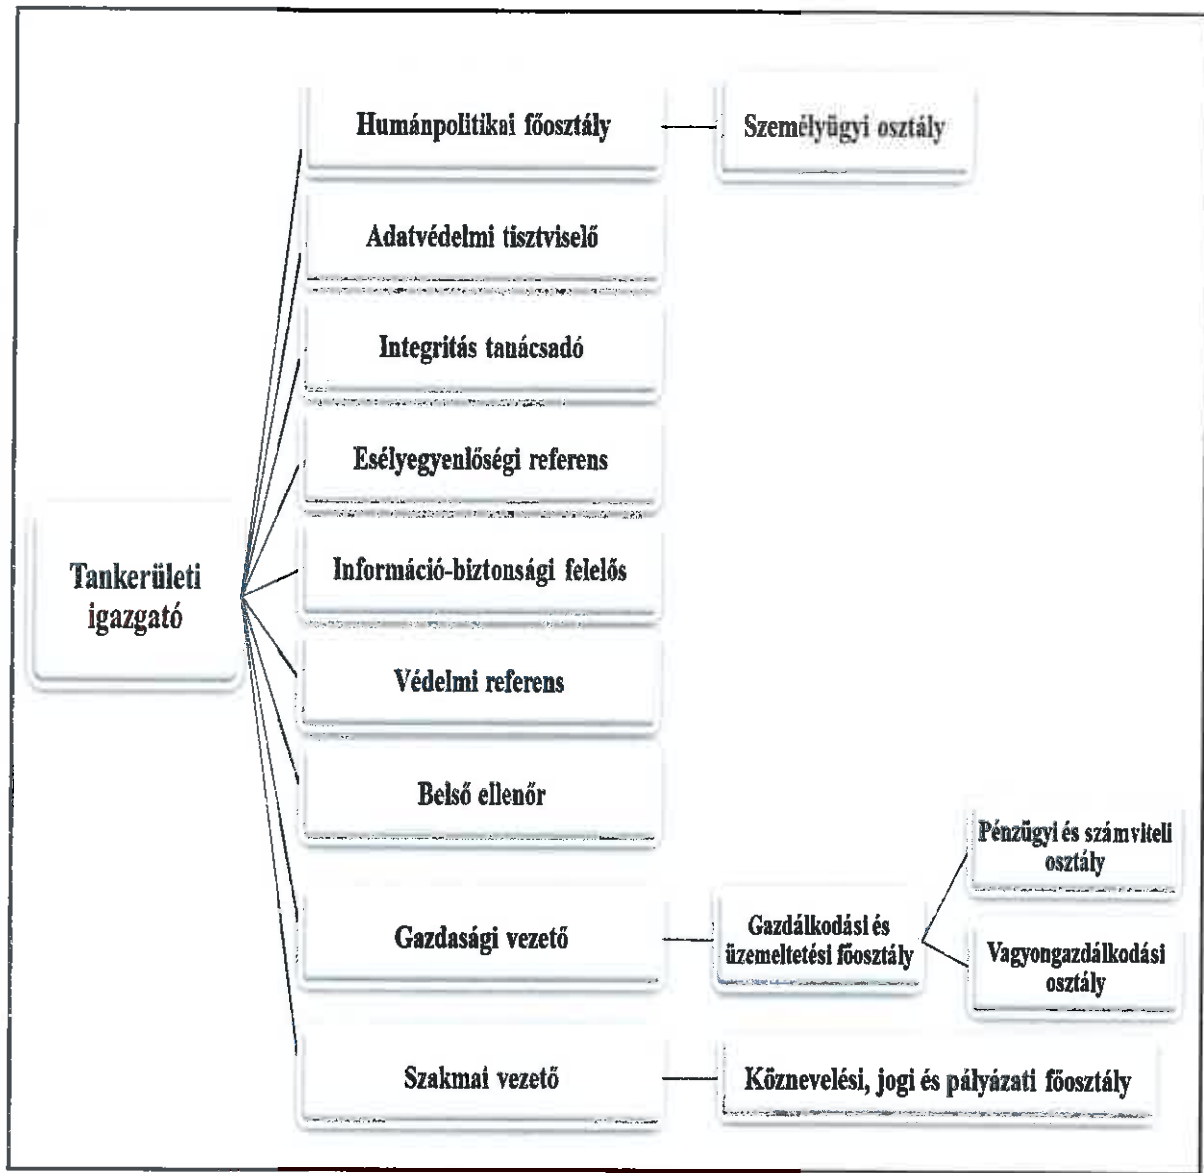 Humánpolitikai főosztály
Személyügyi osztály
Adatvédelmi tisztviselő
Integritás tanácsadó
Esélyegyenlőségi referens
Információ-biztonsági felelős
Tankerületi
igazgató
Védelmi referens
Belső ellenőr
Pénzügyi és számviteli
osztály
Gazdasági vezető
Gazdálkodási és
üzemeltetési főosztály
Vagyongazdálkodási
osztály
Szakmai vezető
Köznevelési, jogi és pályázati főosztály